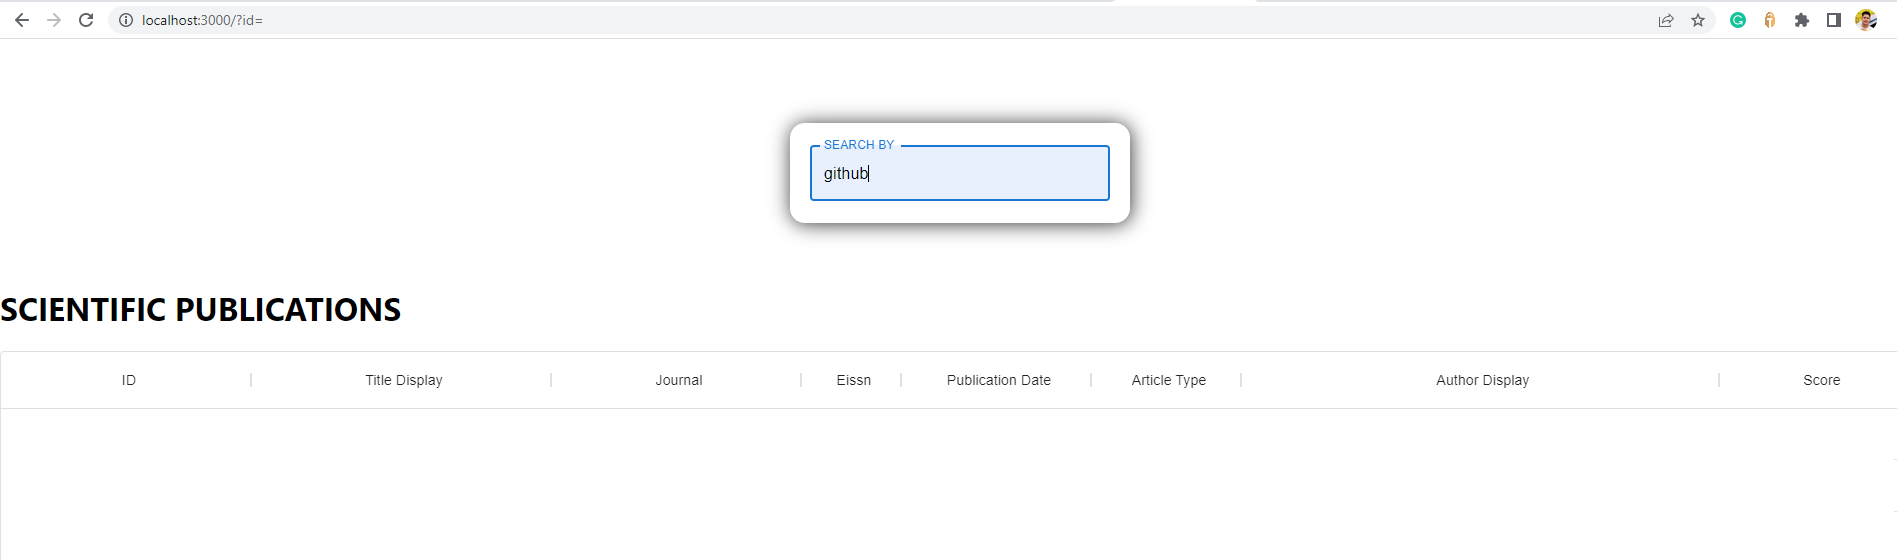 localhost:3000/?id=
SEARCH BY
github
SCIENTIFIC PUBLICATIONS
ID Title Display Journal Eissn Publication Date Article Type Author Display Score